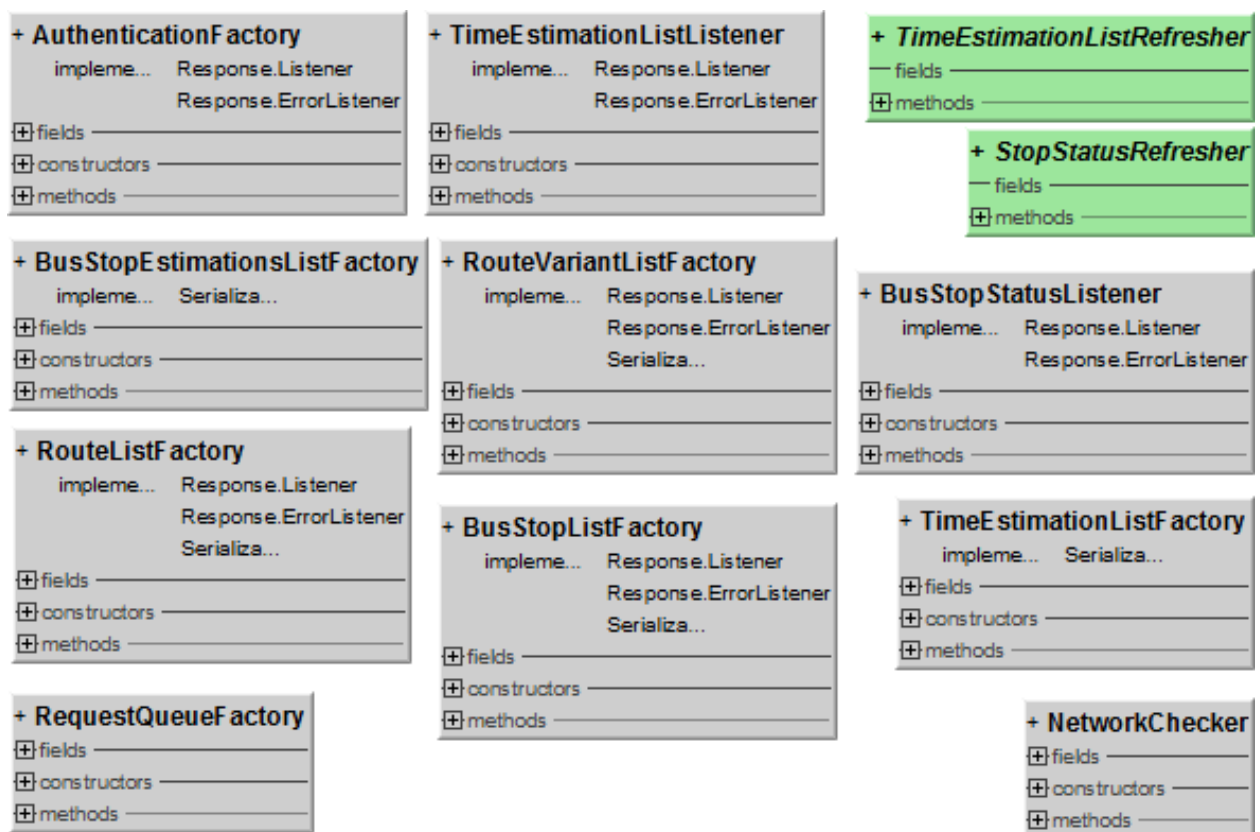 + AuthenticationFactory
impleme... Response.Listener
Response.ErrorListener
+ fields
+ constructors
+ methods
+ TimeEstimationListListener
impleme... Response.Listener
Response.ErrorListener
+ fields
+ constructors
+ methods
+ TimeEstimationListRefresher
fields
+ methods
+ StopStatusRefresher
fields
+ methods
+ BusStopEstimationsListFactory
impleme... Serializa...
+ fields
+ constructors
+ methods
+ RouteVariantListFactory
impleme... Response.Listener
Response.ErrorListener
Serializa...
+ fields
+ constructors
+ methods
+ BusStopStatusListener
impleme... Response.Listener
Response.ErrorListener
+ fields
+ constructors
+ methods
+ RouteListFactory
impleme... Response.Listener
Response.ErrorListener
Serializa...
+ fields
+ constructors
+ methods
+ BusStopListFactory
impleme... Response.Listener
Response.ErrorListener
Serializa...
+ fields
+ constructors
+ methods
+ TimeEstimationListFactory
impleme... Serializa...
+ fields
+ constructors
+ methods
+ RequestQueueFactory
+ fields
+ constructors
+ methods
+ NetworkChecker
+ fields
+ constructors
+ methods